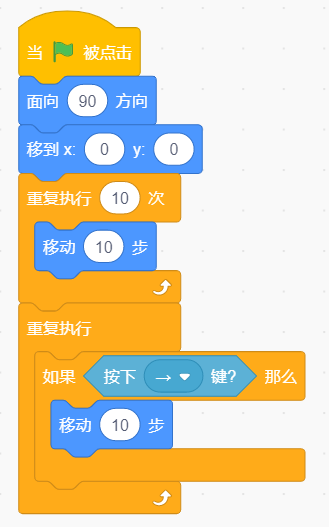 当 被点击
面向 90 方向
移到 x: 0 y: 0
重复执行 10 次
移动 10 步
重复执行
如果 按下 → 键? 那么
移动 10 步